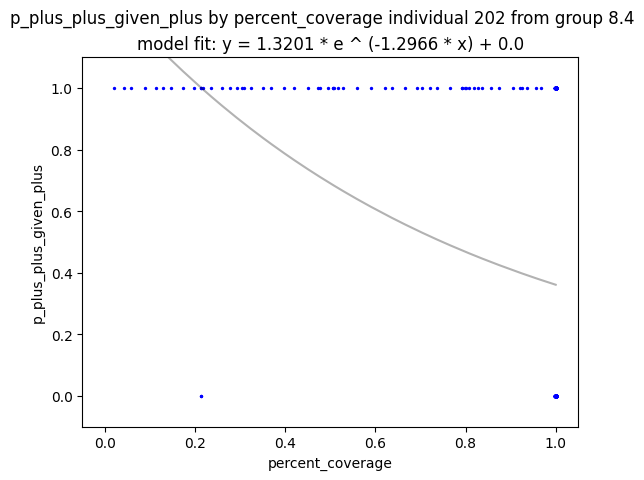 p_plus_plus_given_plus by percent_coverage individual 202 from group 8.4
model fit: y = 1.3201 * e ^ (-1.2966 * x) + 0.0
1.0
0.8
0.6
0.4
0.2
0.0
p_plus_plus_given_plus
0.0 0.2 0.4 0.6 0.8 1.0
percent_coverage